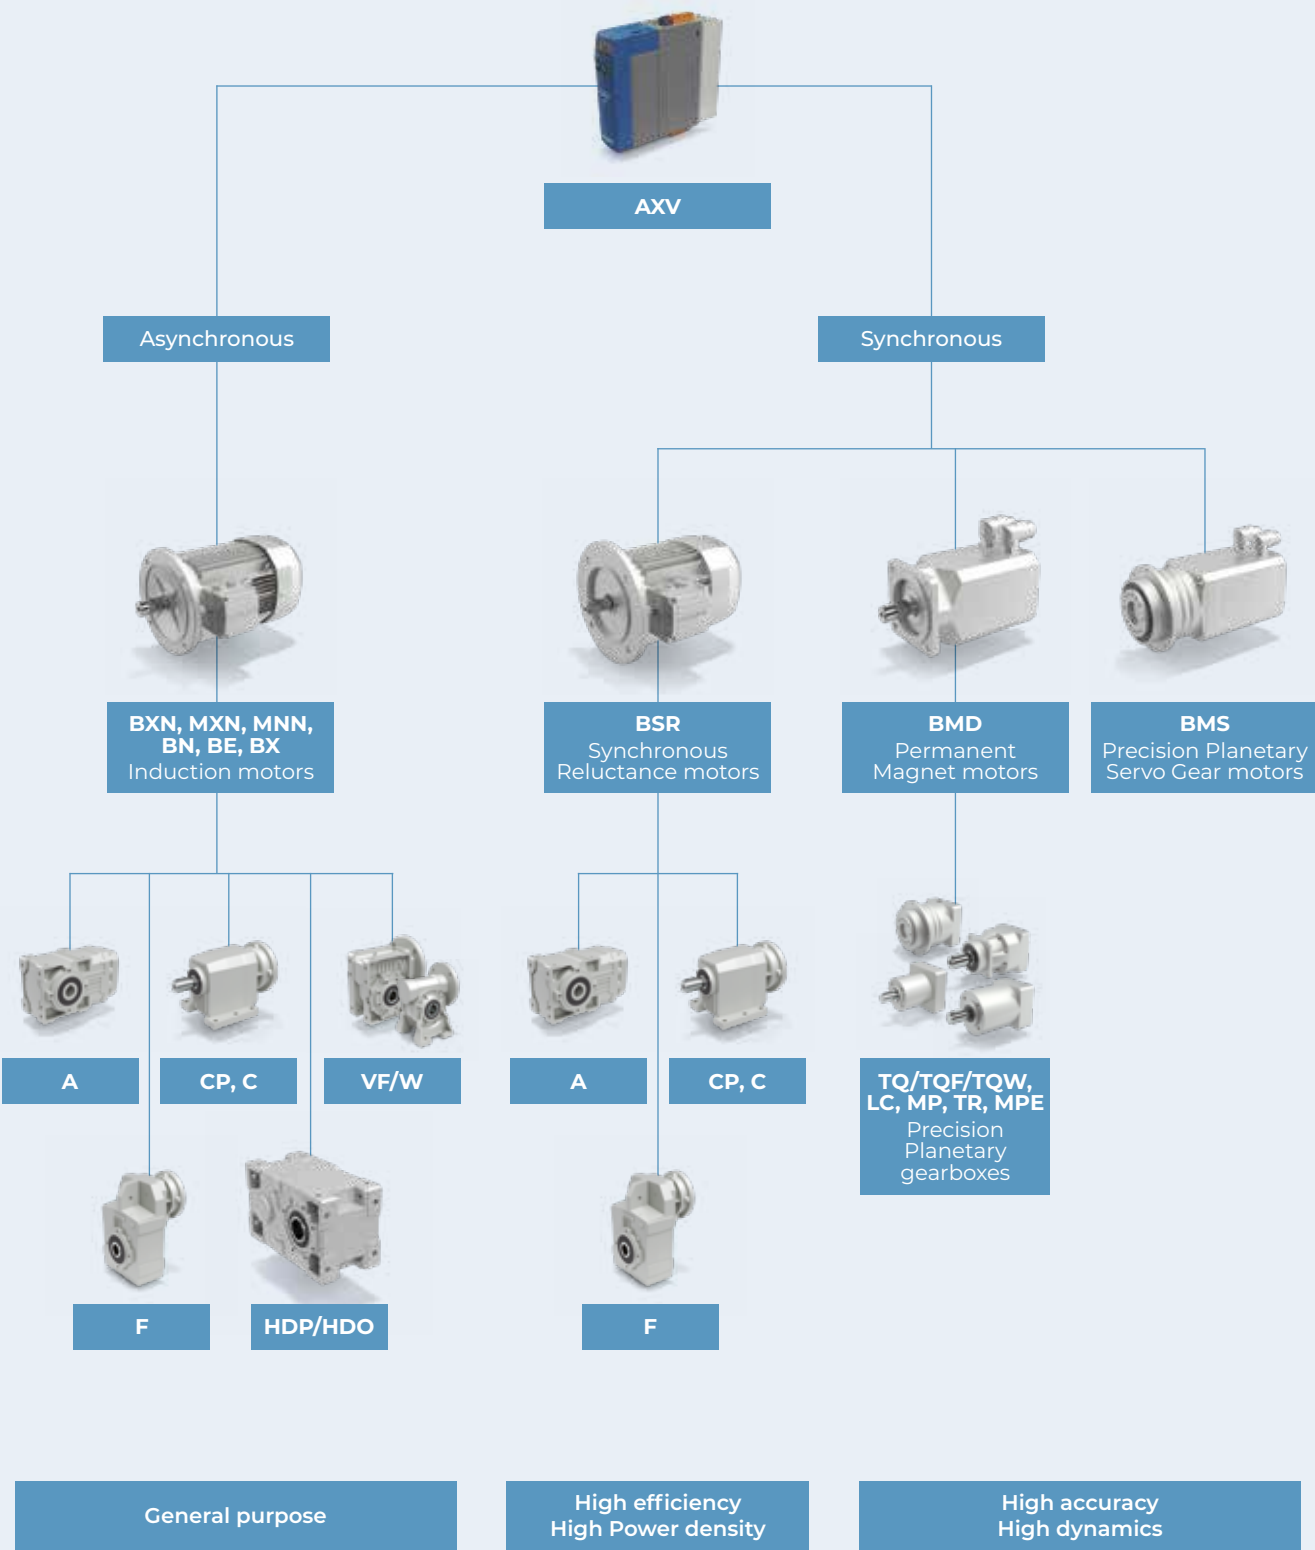 AXV
Asynchronous
Synchronous
BXN, MXN, MNN,
BN, BE, BX
Induction motors
BSR
Synchronous
Reluctance motors
BMD
Permanent
Magnet motors
BMS
Precision Planetary
Servo Gear motors
A
CP, C
VF/W
A
CP, C
TQ/TQF/TQW,
LC, MP, TR, MPE
Precision
Planetary
gearboxes
F
HDP/HDO
F
General purpose
High efficiency
High Power density
High accuracy
High dynamics